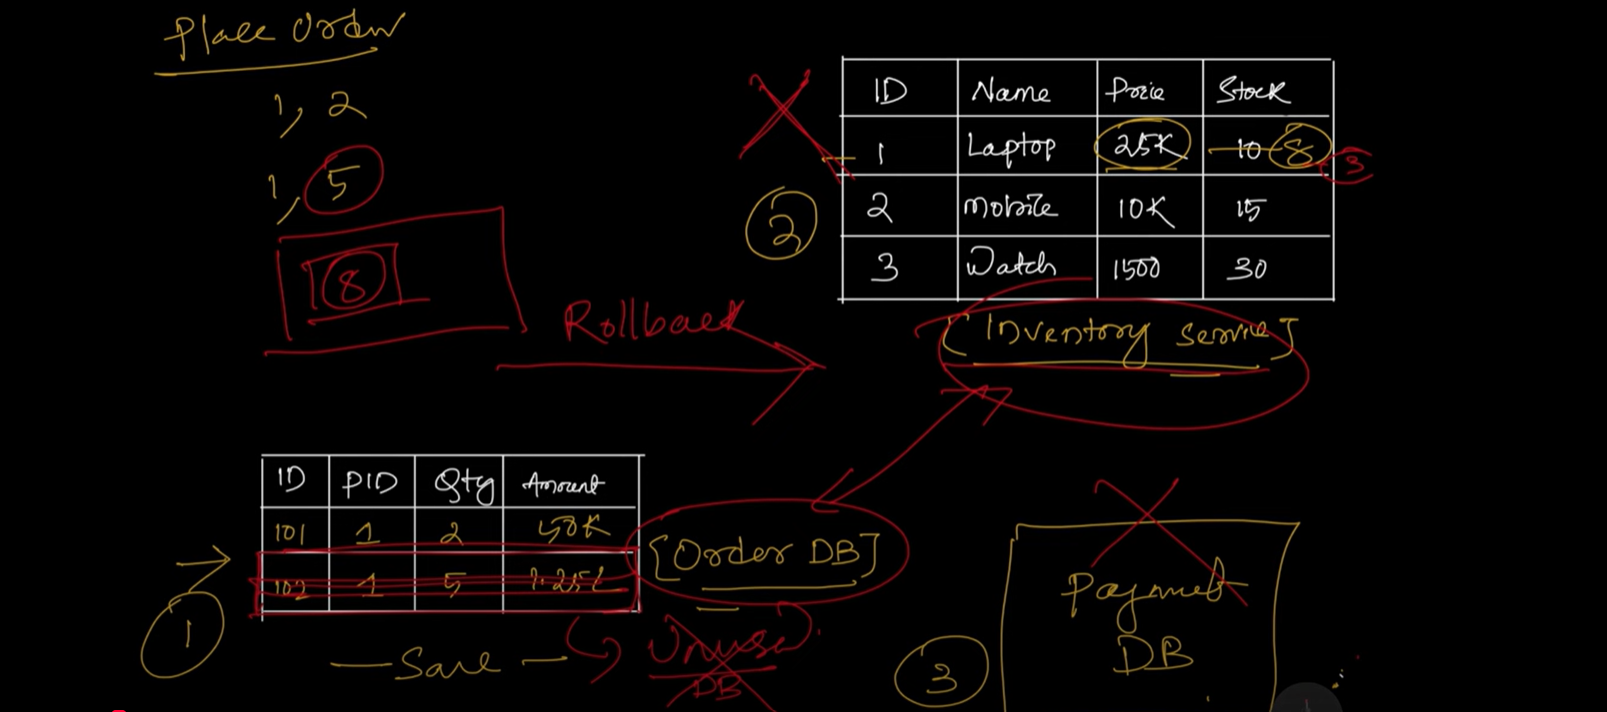 Place Order
1, 2
1, 5
8
Rollback
ID Name Price Stock
1 Laptop 25K 10 8 3
2 Mobile 10K 15
3 Watch 1500 30
2
[Inventory Service]
ID PID Qty Amount
101 1 2 50K
102 1 5 1.25L
[Order DB]
1
Save
Unused
DB
Payment
DB
3